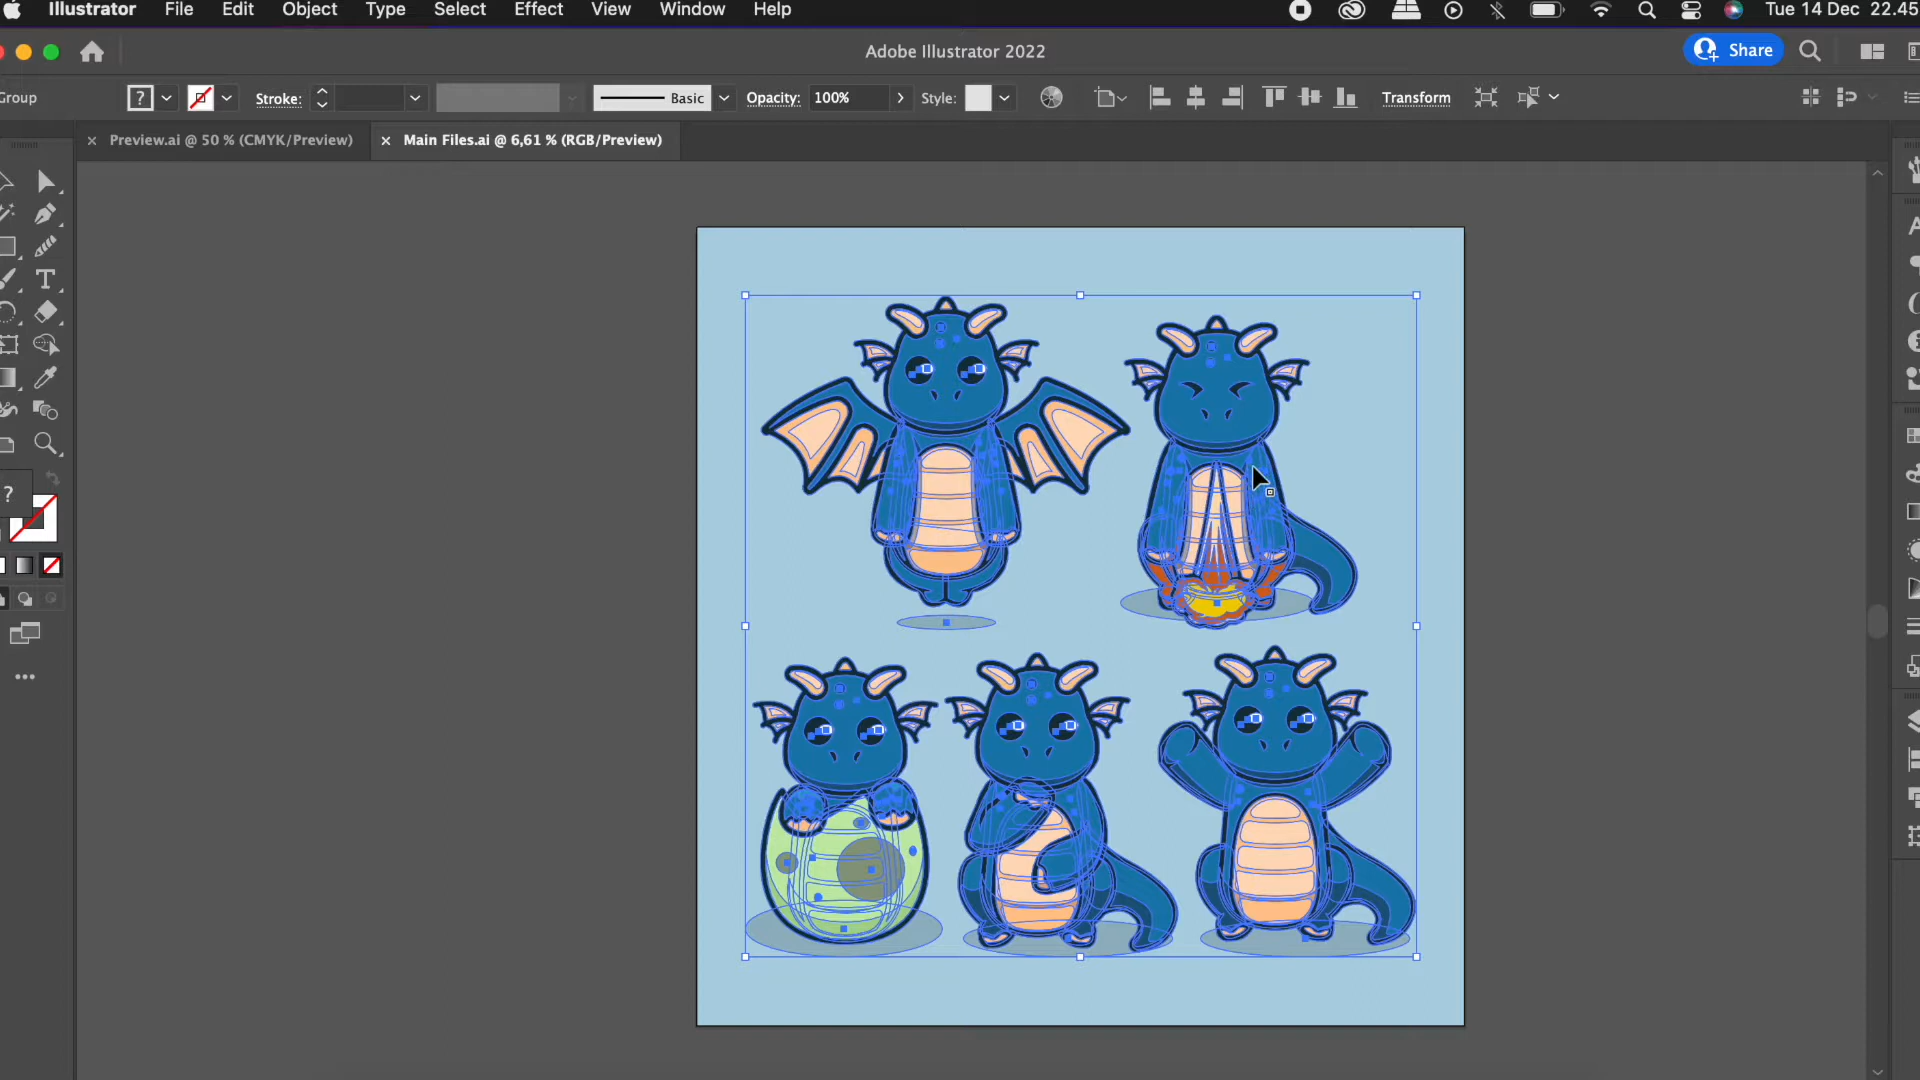 Illustrator File Edit Object Type Select Effect View Window Help Tue 14 Dec 22.45
Adobe Illustrator 2022 Share
Group ? Stroke: Basic Opacity: 100% Style: Transform
× Preview.ai @ 50 % (CMYK/Preview) × Main Files.ai @ 6,61 % (RGB/Preview)
T
?